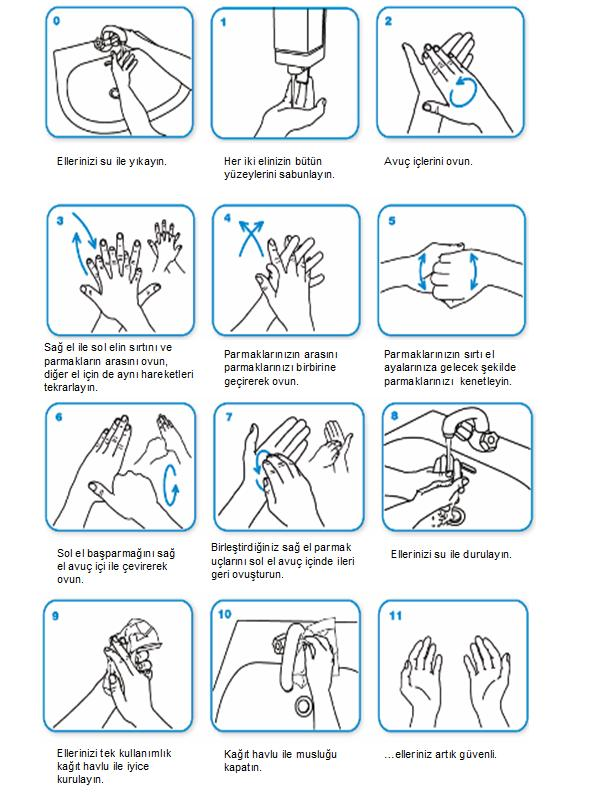 0
Ellerinizi su ile yıkayın.
1
Her iki elinizin bütün
yüzeylerini sabunlayın.
2
Avuç içlerini ovun.
3
Sağ el ile sol elin sırtını ve
parmakların arasını ovun,
diğer el için de aynı hareketleri
tekrarlayın.
4
Parmaklarınızın arasını
parmaklarınızı birbirine
geçirerek ovun.
5
Parmaklarınızın sırtı el
ayalarınıza gelecek şekilde
parmaklarınızı kenetleyin.
6
Sol el başparmağını sağ
el avuç içi ile çevirerek
ovun.
7
Birleştirdiğiniz sağ el parmak
uçlarını sol el avuç içinde ileri
geri ovuşturun.
8
Ellerinizi su ile durulayın.
9
Ellerinizi tek kullanımlık
kağıt havlu ile iyice
kurulayın.
10
Kağıt havlu ile musluğu
kapatın.
11
…elleriniz artık güvenli.